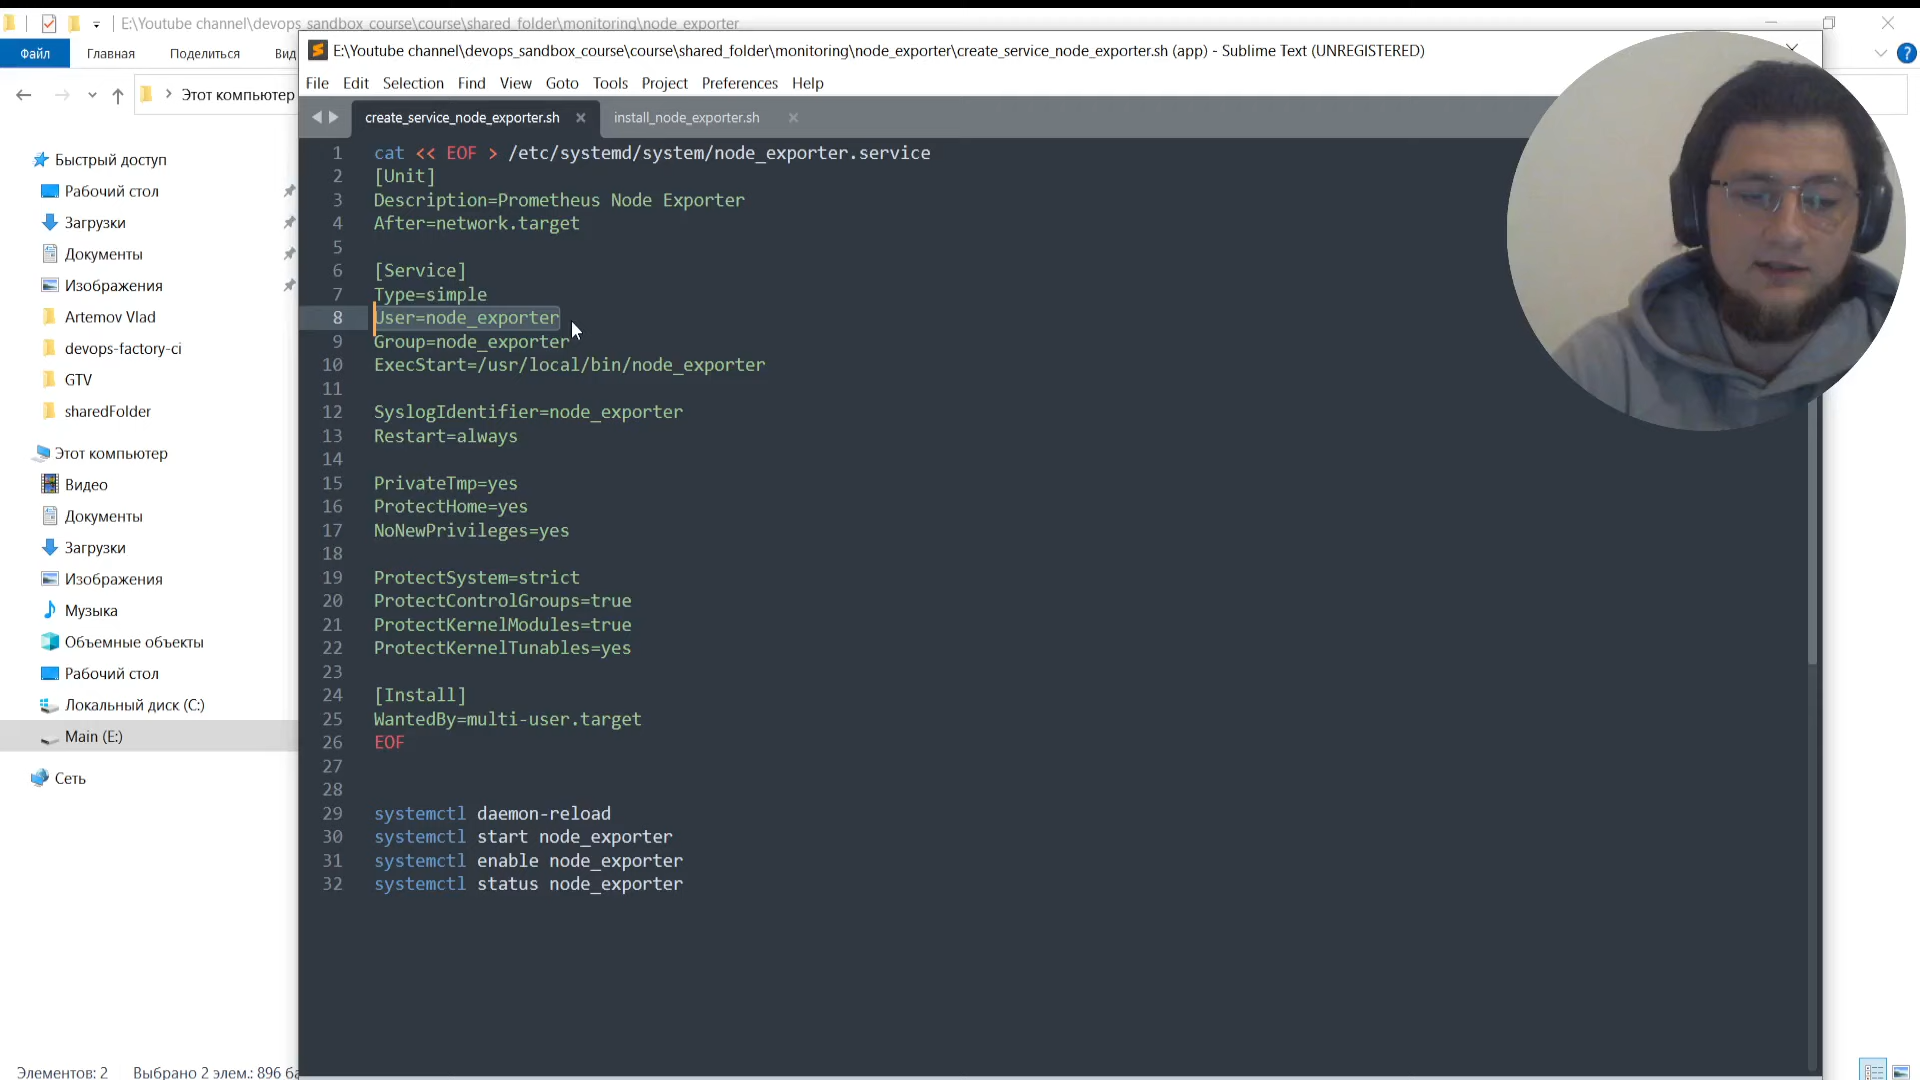 E:\Youtube channel\devops_sandbox_course\course\shared_folder\monitoring\node_exporter
Файл
Главная
Поделиться
Вид
Этот компьютер
Быстрый доступ
Рабочий стол
Загрузки
Документы
Изображения
Artemov Vlad
devops-factory-ci
GTV
sharedFolder
Этот компьютер
Видео
Документы
Загрузки
Изображения
Музыка
Объемные объекты
Рабочий стол
Локальный диск (C:)
Main (E:)
Сеть
Элементов: 2 Выбрано 2 элем.: 896 ба
E:\Youtube channel\devops_sandbox_course\course\shared_folder\monitoring\node_exporter\create_service_node_exporter.sh (app) - Sublime Text (UNREGISTERED)
File Edit Selection Find View Goto Tools Project Preferences Help
create_service_node_exporter.sh install_node_exporter.sh
1 cat << EOF > /etc/systemd/system/node_exporter.service
2 [Unit]
3 Description=Prometheus Node Exporter
4 After=network.target
5
6 [Service]
7 Type=simple
8 User=node_exporter
9 Group=node_exporter
10 ExecStart=/usr/local/bin/node_exporter
11
12 SyslogIdentifier=node_exporter
13 Restart=always
14
15 PrivateTmp=yes
16 ProtectHome=yes
17 NoNewPrivileges=yes
18
19 ProtectSystem=strict
20 ProtectControlGroups=true
21 ProtectKernelModules=true
22 ProtectKernelTunables=yes
23
24 [Install]
25 WantedBy=multi-user.target
26 EOF
27
28
29 systemctl daemon-reload
30 systemctl start node_exporter
31 systemctl enable node_exporter
32 systemctl status node_exporter